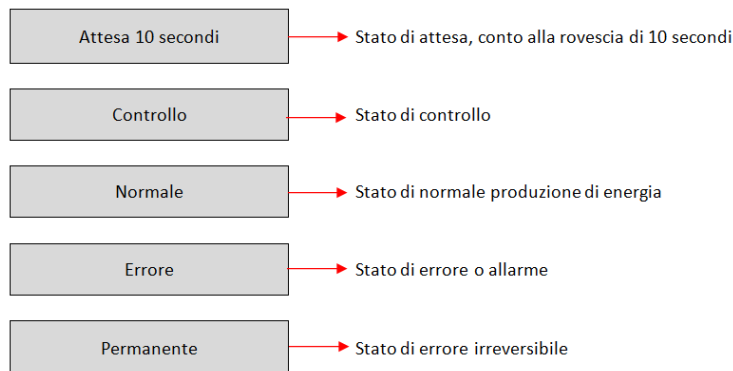 Attesa 10 secondi
Stato di attesa, conto alla rovescia di 10 secondi
Controllo
Stato di controllo
Normale
Stato di normale produzione di energia
Errore
Stato di errore o allarme
Permanente
Stato di errore irreversibile